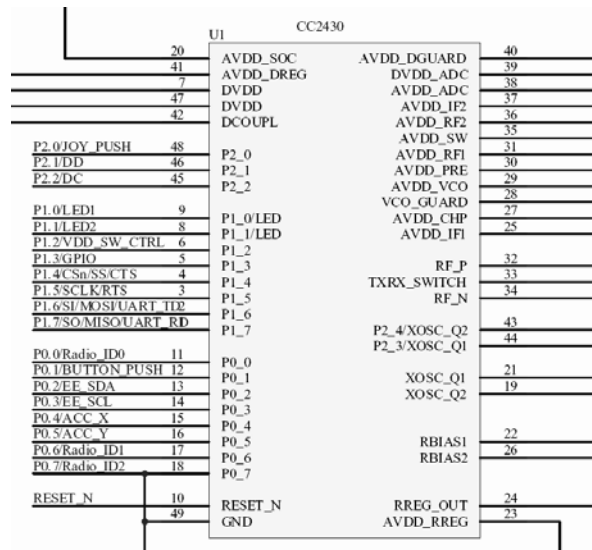 U1 CC2430
20 AVDD_SOC AVDD_DGUARD 40
41 AVDD_DREG DVDD_ADC 39
7 DVDD AVDD_ADC 38
47 DVDD AVDD_IF2 37
42 DCOUPL AVDD_RF2 36
AVDD_SW 35
P2.0/JOY_PUSH 48 P2_0 AVDD_RF1 31
P2.1/DD 46 P2_1 AVDD_PRE 30
P2.2/DC 45 P2_2 AVDD_VCO 29
VCO_GUARD 28
P1.0/LED1 9 P1_0/LED AVDD_CHP 27
P1.1/LED2 8 P1_1/LED AVDD_IF1 25
P1.2/VDD_SW_CTRL 6 P1_2
P1.3/GPIO 5 P1_3 RF_P 32
P1.4/CSn/SS/CTS 4 P1_4 TXRX_SWITCH 33
P1.5/SCLK/RTS 3 P1_5 RF_N 34
P1.6/SI/MOSI/UART_TD 2 P1_6
P1.7/SO/MISO/UART_RD P1_7 P2_4/XOSC_Q2 43
P2_3/XOSC_Q1 44
P0.0/Radio_ID0 11 P0_0
P0.1/BUTTON_PUSH 12 P0_1 XOSC_Q1 21
P0.2/EE_SDA 13 P0_2 XOSC_Q2 19
P0.3/EE_SCL 14 P0_3
P0.4/ACC_X 15 P0_4
P0.5/ACC_Y 16 P0_5 RBIAS1 22
P0.6/Radio_ID1 17 P0_6 RBIAS2 26
P0.7/Radio_ID2 18 P0_7
RESET_N 10 RESET_N RREG_OUT 24
49 GND AVDD_RREG 23